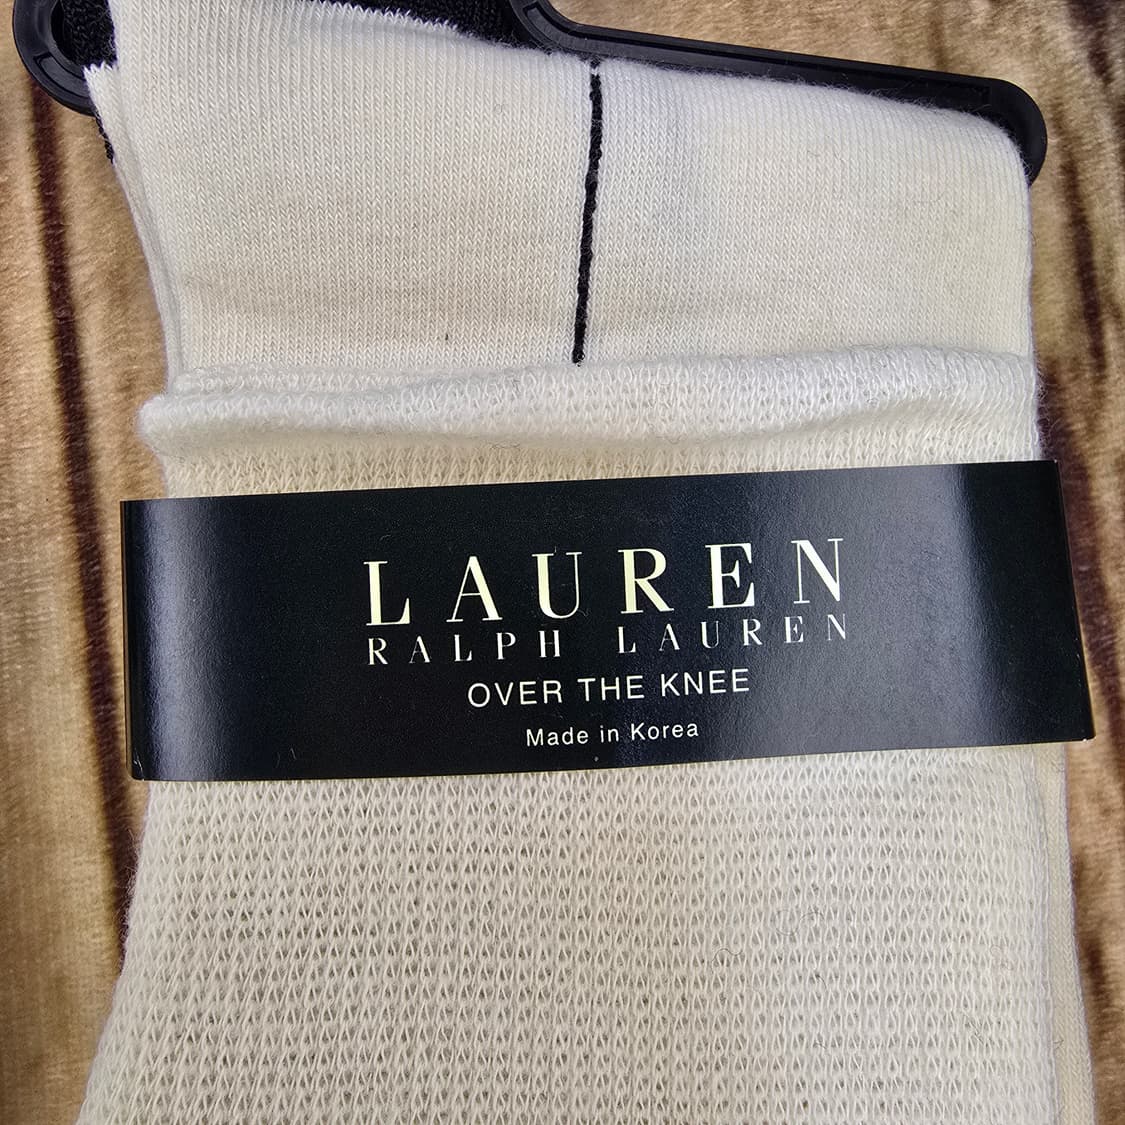 LAUREN
RALPH LAUREN
OVER THE KNEE
Made in Korea